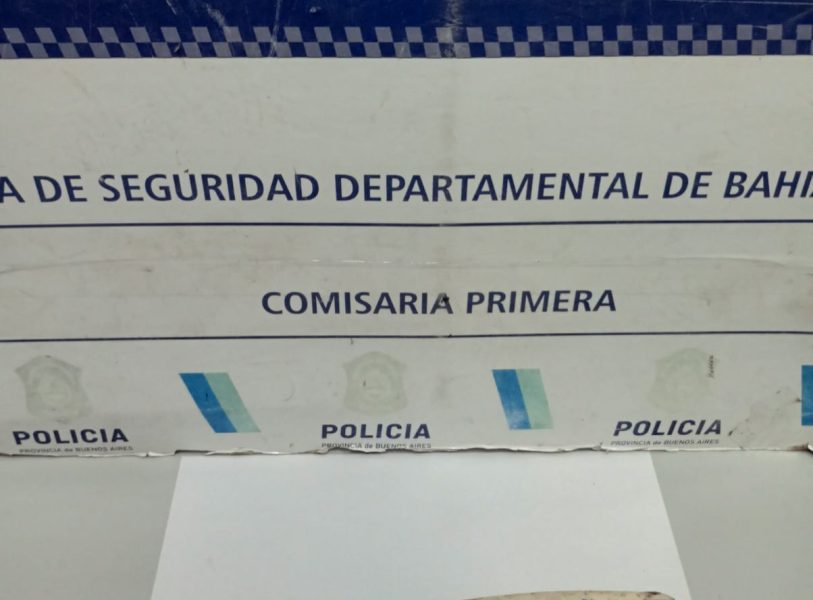 A DE SEGURIDAD DEPARTAMENTAL DE BAHI
COMISARIA PRIMERA
POLICIA
PROVINCIA de BUENOS AIRES
POLICIA
PROVINCIA de BUENOS AIRES
POLICIA
PROVINCIA de BUENOS AIRES